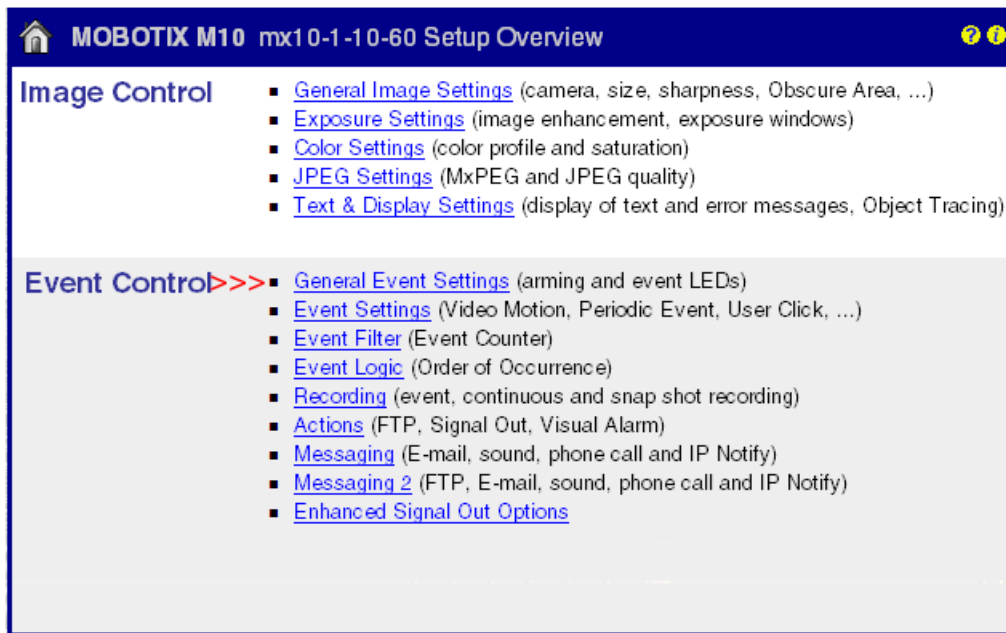 MOBOTIX M10 mx10-1-10-60 Setup Overview ? i
Image Control
General Image Settings (camera, size, sharpness, Obscure Area, ...)
Exposure Settings (image enhancement, exposure windows)
Color Settings (color profile and saturation)
JPEG Settings (MxPEG and JPEG quality)
Text & Display Settings (display of text and error messages, Object Tracing)
Event Control>>>
General Event Settings (arming and event LEDs)
Event Settings (Video Motion, Periodic Event, User Click, ...)
Event Filter (Event Counter)
Event Logic (Order of Occurrence)
Recording (event, continuous and snap shot recording)
Actions (FTP, Signal Out, Visual Alarm)
Messaging (E-mail, sound, phone call and IP Notify)
Messaging 2 (FTP, E-mail, sound, phone call and IP Notify)
Enhanced Signal Out Options